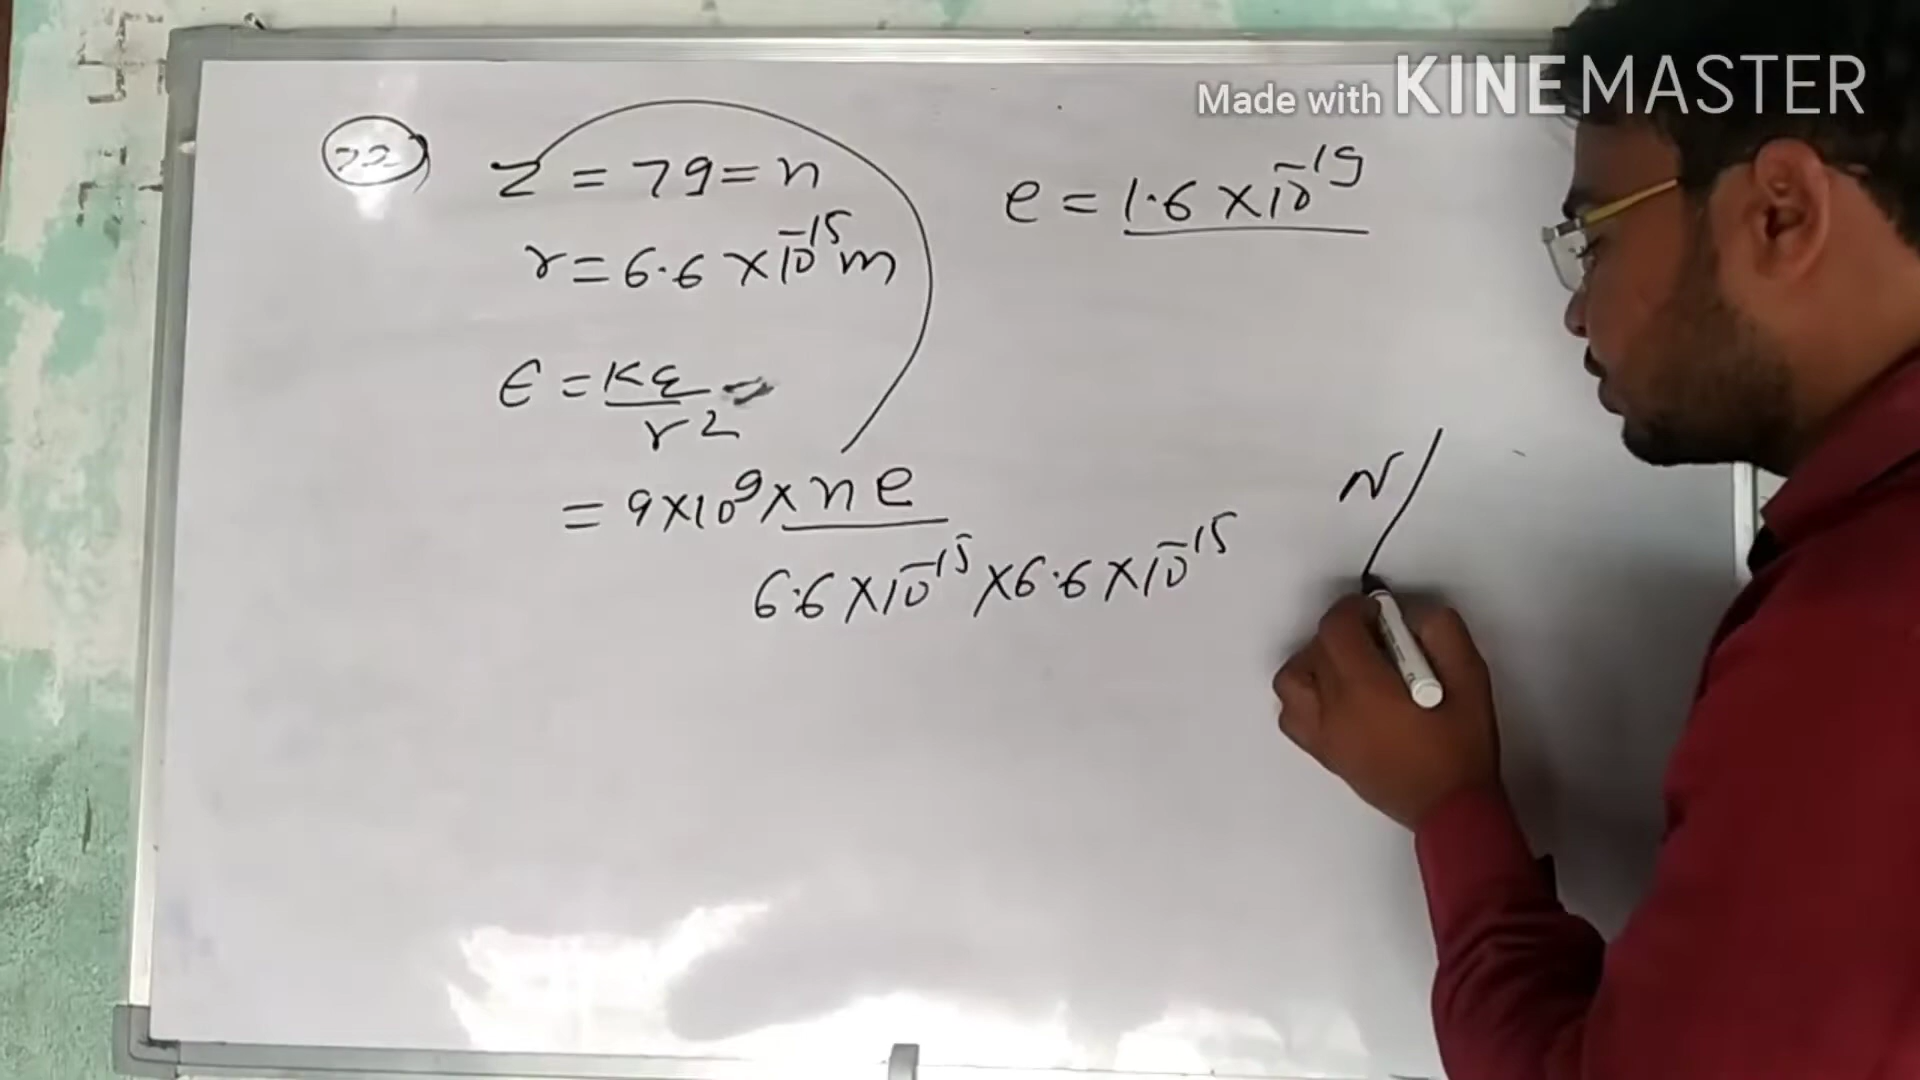 Made with KINEMASTER
22) Z = 79 = n
r = 6.6 × 10⁻¹⁵ m
e = 1.6 × 10⁻¹⁹
E = Kq / r²
= 9×10⁹ × n e
6.6 × 10⁻¹⁵ × 6.6 × 10⁻¹⁵
N/